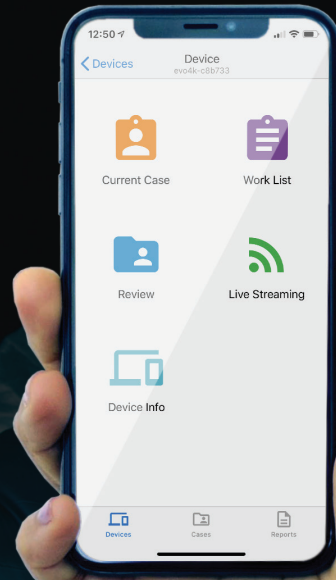 12:50
Devices
Device
evo4k-c8b733
Current Case
Work List
Review
Live Streaming
Device Info
Devices
Cases
Reports